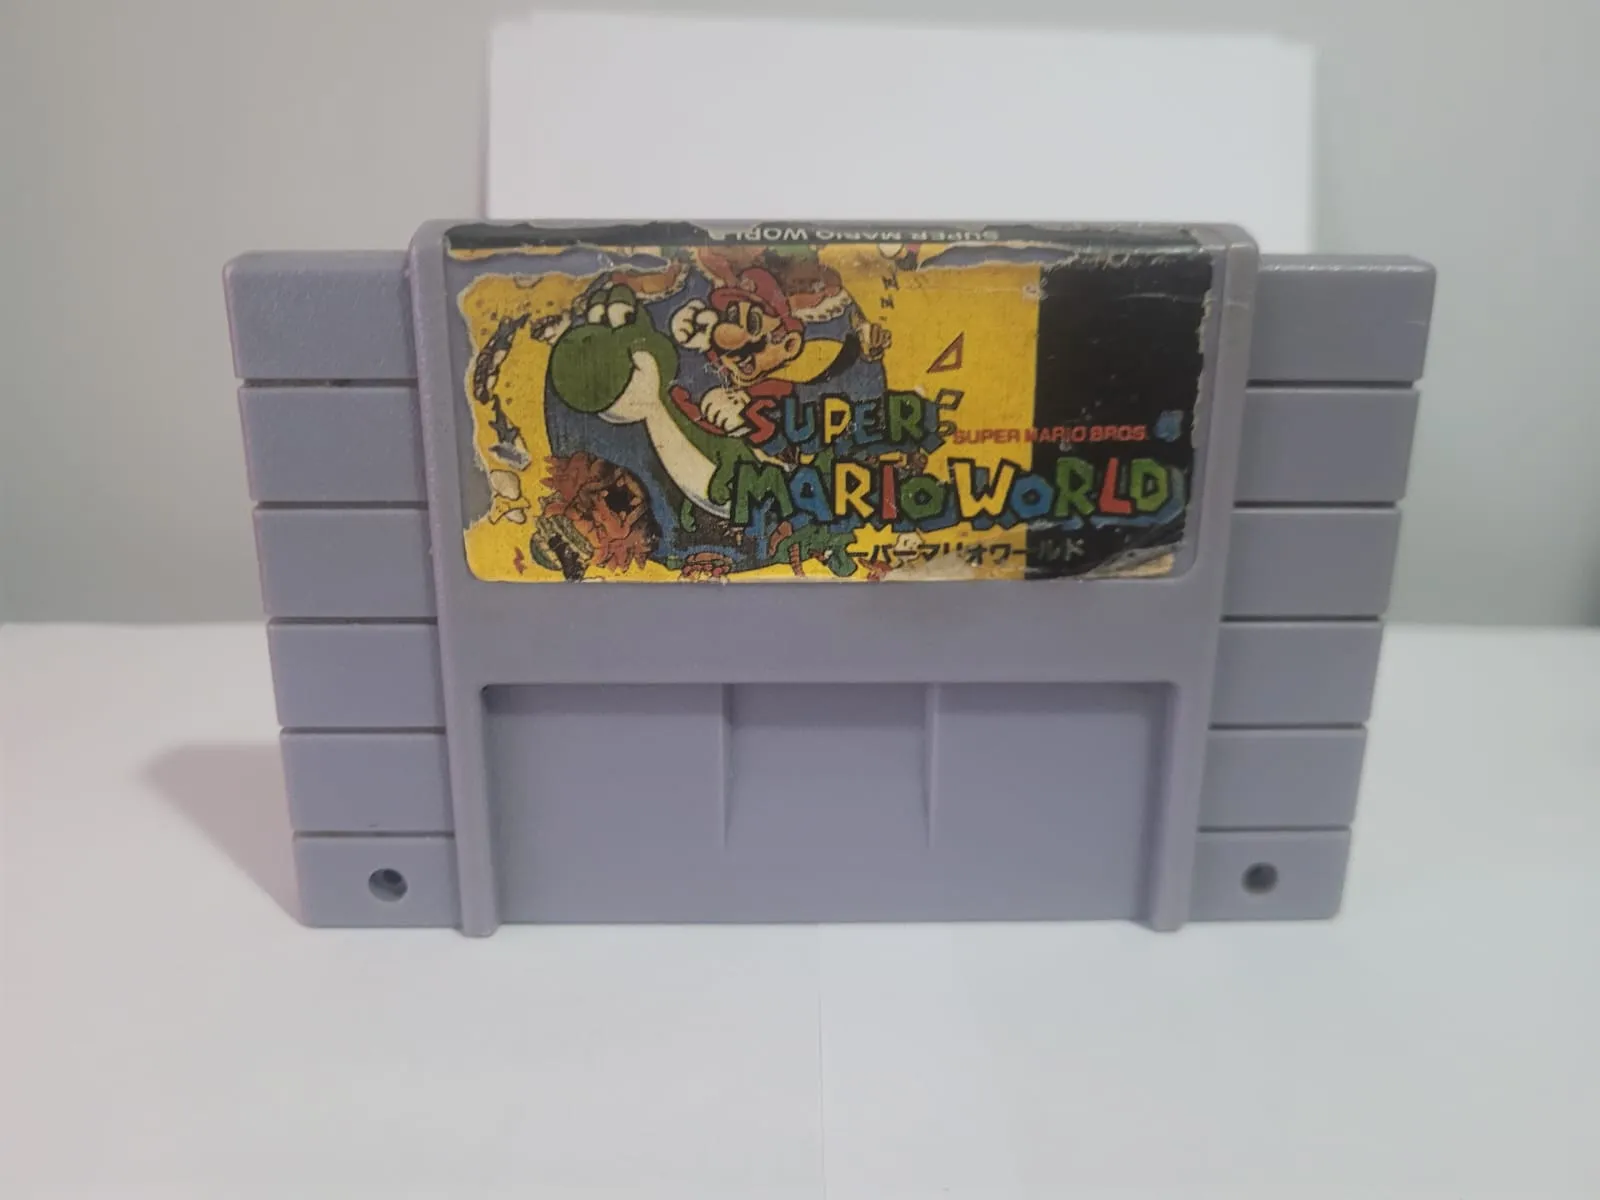 SUPER MARIO WORLD
SUPER
SUPER MARIO BROS. 4
MARIO WORLD
ーパーマリオワールド